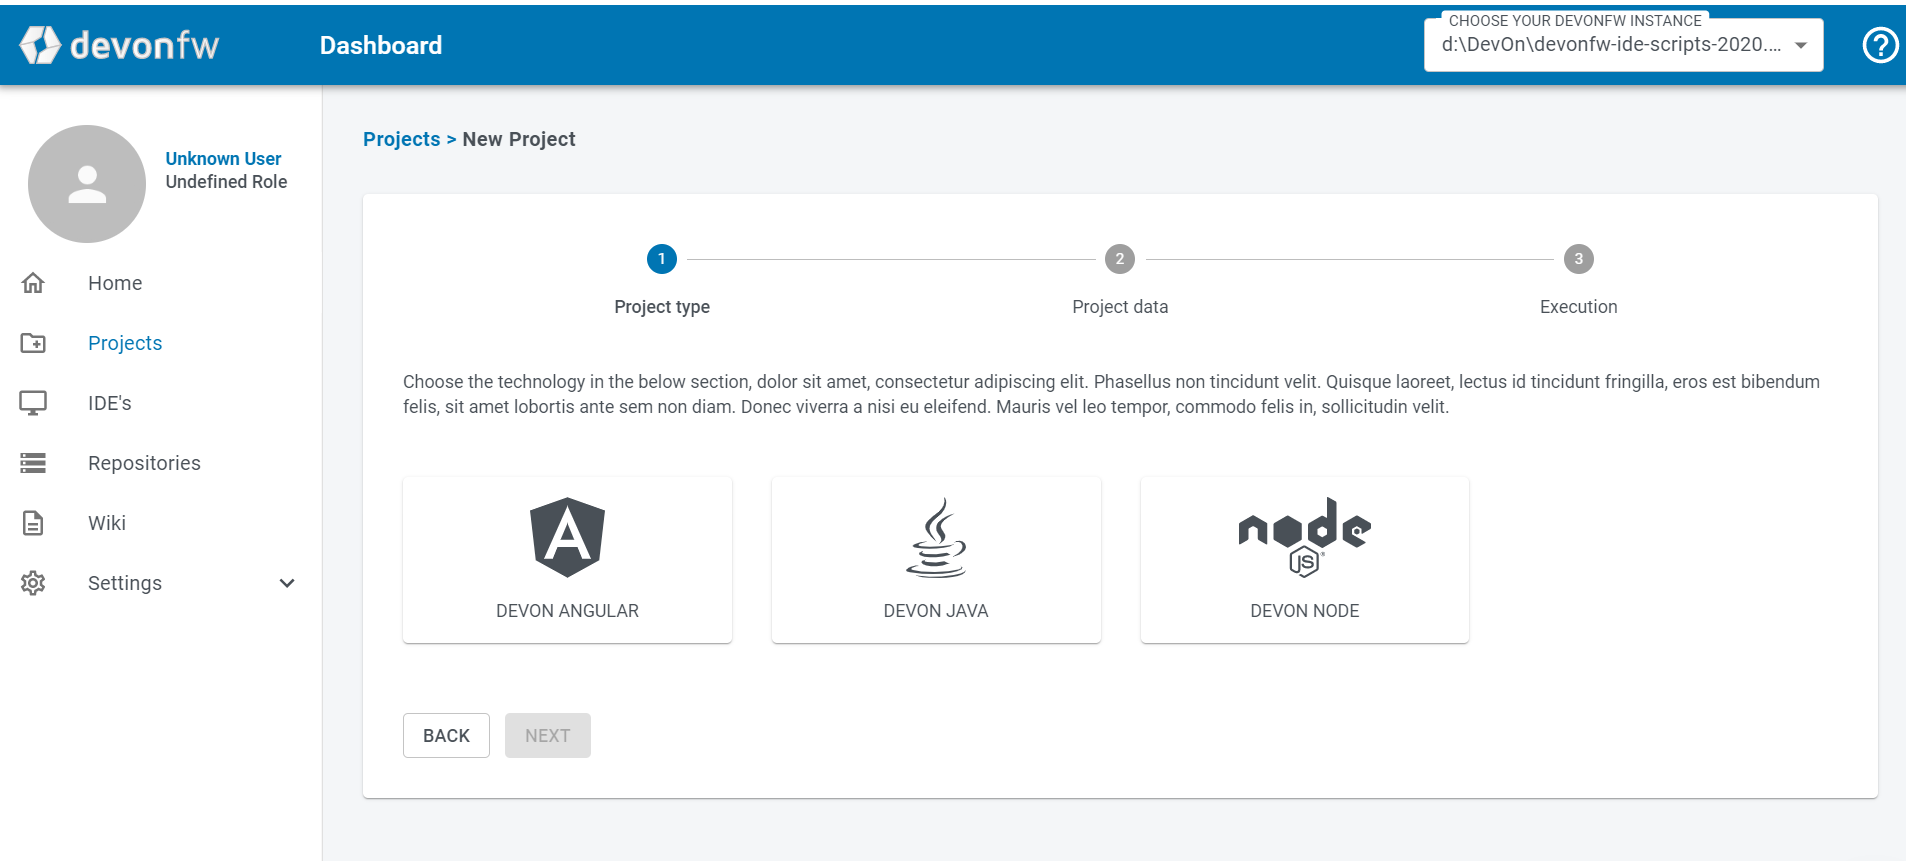 devonfw
Dashboard
CHOOSE YOUR DEVONFW INSTANCE
d:\DevOn\devonfw-ide-scripts-2020....
?
Unknown User
Undefined Role
Home
Projects
IDE's
Repositories
Wiki
Settings
Projects > New Project
1 2 3
Project type Project data Execution
Choose the technology in the below section, dolor sit amet, consectetur adipiscing elit. Phasellus non tincidunt velit. Quisque laoreet, lectus id tincidunt fringilla, eros est bibendum
felis, sit amet lobortis ante sem non diam. Donec viverra a nisi eu eleifend. Mauris vel leo tempor, commodo felis in, sollicitudin velit.
A
DEVON ANGULAR
DEVON JAVA
node
JS
DEVON NODE
BACK NEXT